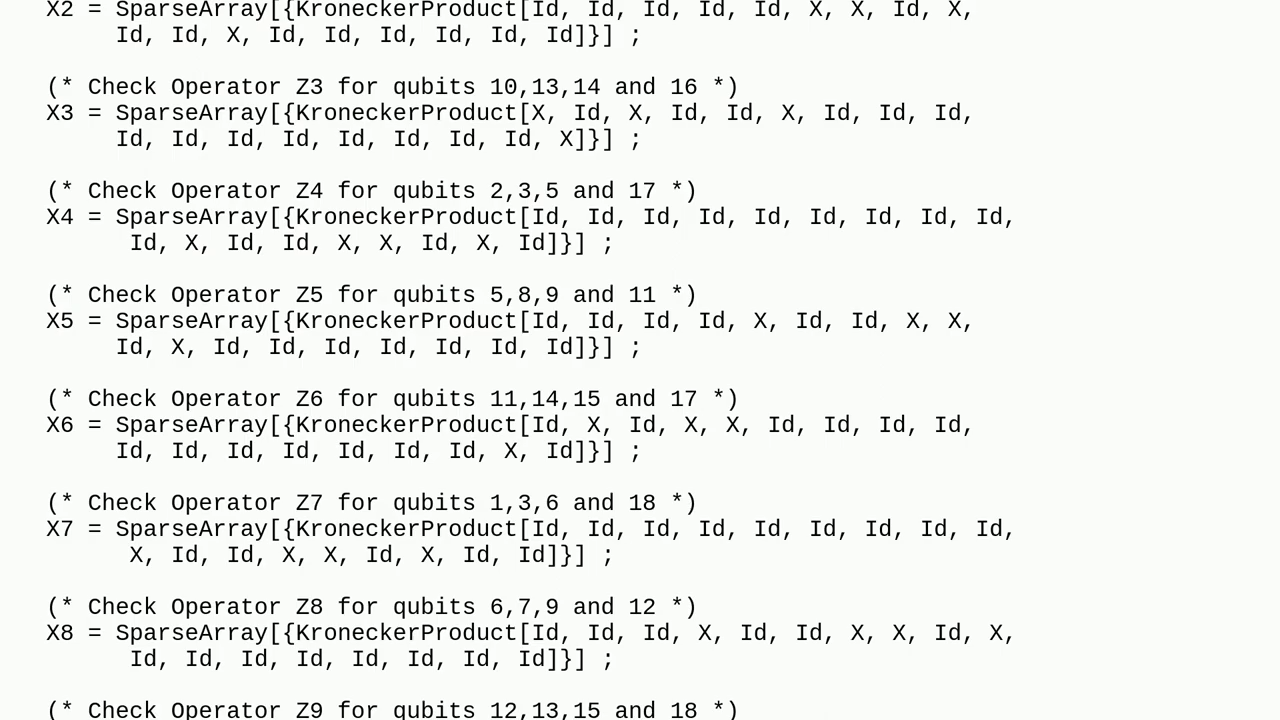 X2 = SparseArray[{KroneckerProduct[Id, Id, Id, Id, Id, X, X, Id, X,
Id, Id, X, Id, Id, Id, Id, Id, Id]}] ;
(* Check Operator Z3 for qubits 10,13,14 and 16 *)
X3 = SparseArray[{KroneckerProduct[X, Id, X, Id, Id, X, Id, Id, Id,
Id, Id, Id, Id, Id, Id, Id, Id, X]}] ;
(* Check Operator Z4 for qubits 2,3,5 and 17 *)
X4 = SparseArray[{KroneckerProduct[Id, Id, Id, Id, Id, Id, Id, Id, Id,
Id, X, Id, Id, X, X, Id, X, Id]}] ;
(* Check Operator Z5 for qubits 5,8,9 and 11 *)
X5 = SparseArray[{KroneckerProduct[Id, Id, Id, Id, X, Id, Id, X, X,
Id, X, Id, Id, Id, Id, Id, Id, Id]}] ;
(* Check Operator Z6 for qubits 11,14,15 and 17 *)
X6 = SparseArray[{KroneckerProduct[Id, X, Id, X, X, Id, Id, Id, Id,
Id, Id, Id, Id, Id, Id, Id, X, Id]}] ;
(* Check Operator Z7 for qubits 1,3,6 and 18 *)
X7 = SparseArray[{KroneckerProduct[Id, Id, Id, Id, Id, Id, Id, Id, Id,
X, Id, Id, X, X, Id, X, Id, Id]}] ;
(* Check Operator Z8 for qubits 6,7,9 and 12 *)
X8 = SparseArray[{KroneckerProduct[Id, Id, Id, X, Id, Id, X, X, Id, X,
Id, Id, Id, Id, Id, Id, Id, Id]}] ;
(* Check Operator Z9 for qubits 12,13,15 and 18 *)